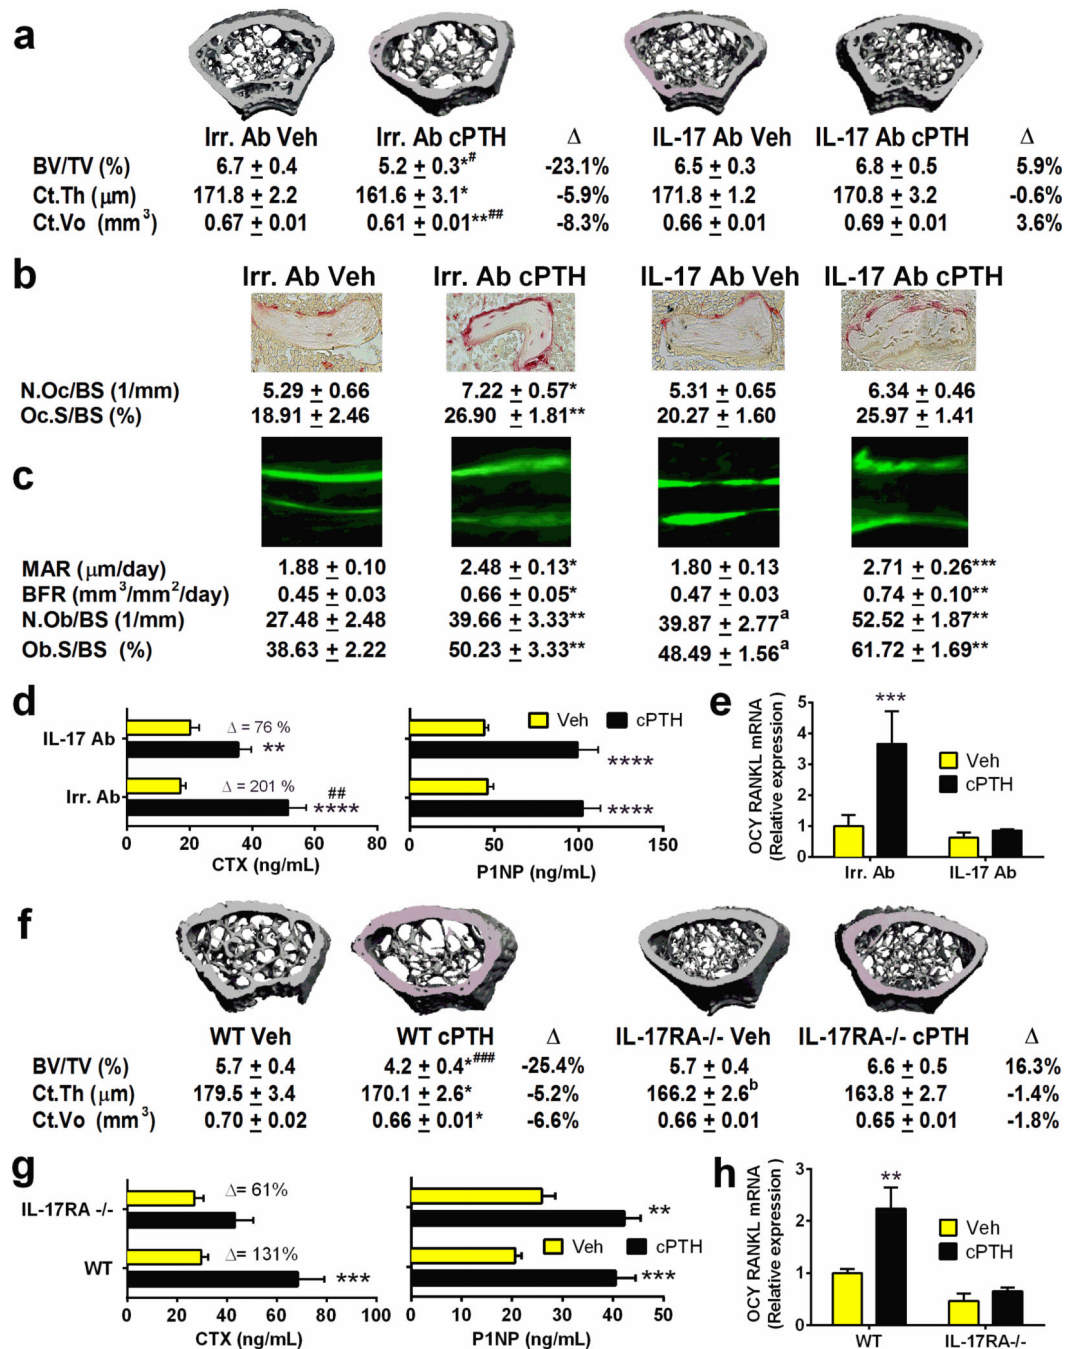 a
Irr. Ab Veh Irr. Ab cPTH Δ IL-17 Ab Veh IL-17 Ab cPTH Δ
BV/TV (%) 6.7 ± 0.4 5.2 ± 0.3*# -23.1% 6.5 ± 0.3 6.8 ± 0.5 5.9%
Ct.Th (μm) 171.8 ± 2.2 161.6 ± 3.1* -5.9% 171.8 ± 1.2 170.8 ± 3.2 -0.6%
Ct.Vo (mm³) 0.67 ± 0.01 0.61 ± 0.01**## -8.3% 0.66 ± 0.01 0.69 ± 0.01 3.6%
b
Irr. Ab Veh Irr. Ab cPTH IL-17 Ab Veh IL-17 Ab cPTH
N.Oc/BS (1/mm) 5.29 ± 0.66 7.22 ± 0.57* 5.31 ± 0.65 6.34 ± 0.46
Oc.S/BS (%) 18.91 ± 2.46 26.90 ± 1.81** 20.27 ± 1.60 25.97 ± 1.41
c
MAR (μm/day) 1.88 ± 0.10 2.48 ± 0.13* 1.80 ± 0.13 2.71 ± 0.26***
BFR (mm³/mm²/day) 0.45 ± 0.03 0.66 ± 0.05* 0.47 ± 0.03 0.74 ± 0.10**
N.Ob/BS (1/mm) 27.48 ± 2.48 39.66 ± 3.33** 39.87 ± 2.77ᵃ 52.52 ± 1.87**
Ob.S/BS (%) 38.63 ± 2.22 50.23 ± 3.33** 48.49 ± 1.56ᵃ 61.72 ± 1.69**
d
IL-17 Ab
Δ = 76 %
**
Irr. Ab
Δ = 201 %
##
****
0 20 40 60 80
CTX (ng/mL)
Veh cPTH
****
****
0 50 100 150
P1NP (ng/mL)
e
OCY RANKL mRNA
(Relative expression )
5
4
3
2
1
0
***
Veh
cPTH
Irr. Ab IL-17 Ab
f
WT Veh WT cPTH Δ IL-17RA-/- Veh IL-17RA-/- cPTH Δ
BV/TV (%) 5.7 ± 0.4 4.2 ± 0.4*### -25.4% 5.7 ± 0.4 6.6 ± 0.5 16.3%
Ct.Th (μm) 179.5 ± 3.4 170.1 ± 2.6* -5.2% 166.2 ± 2.6ᵇ 163.8 ± 2.7 -1.4%
Ct.Vo (mm³) 0.70 ± 0.02 0.66 ± 0.01* -6.6% 0.66 ± 0.01 0.65 ± 0.01 -1.8%
g
IL-17RA -/-
Δ= 61%
WT
Δ= 131%
***
0 20 40 60 80 100
CTX (ng/mL)
**
Veh cPTH
***
0 10 20 30 40 50
P1NP (ng/mL)
h
OCY RANKL mRNA
(Relative expression )
3
2
1
0
**
Veh
cPTH
WT IL-17RA-/-